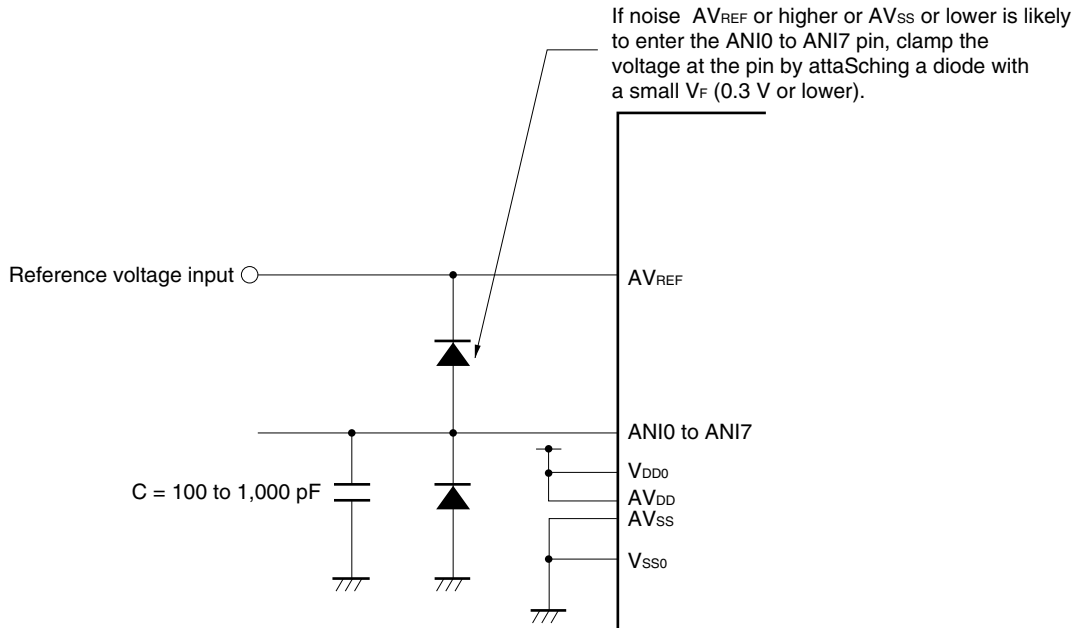 If noise AVREF or higher or AVSS or lower is likely
to enter the ANI0 to ANI7 pin, clamp the
voltage at the pin by attaSching a diode with
a small VF (0.3 V or lower).
Reference voltage input
AVREF
ANI0 to ANI7
VDD0
C = 100 to 1,000 pF
AVDD
AVSS
VSS0